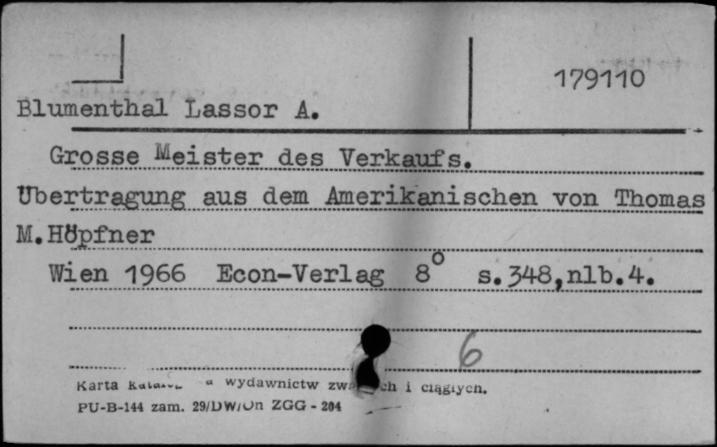 179110
Blumenthal Lassor A.
Grosse Meister des Verkaufs.
Übertragung aus dem Amerikanischen von Thomas
M. Höpfner
Wien 1966 Econ-Verlag 8° s.348,nlb.4.
6
Karta wydawnictw i ciągłych.
PU-B-144 zam. 29/DW/On ZGG - 204